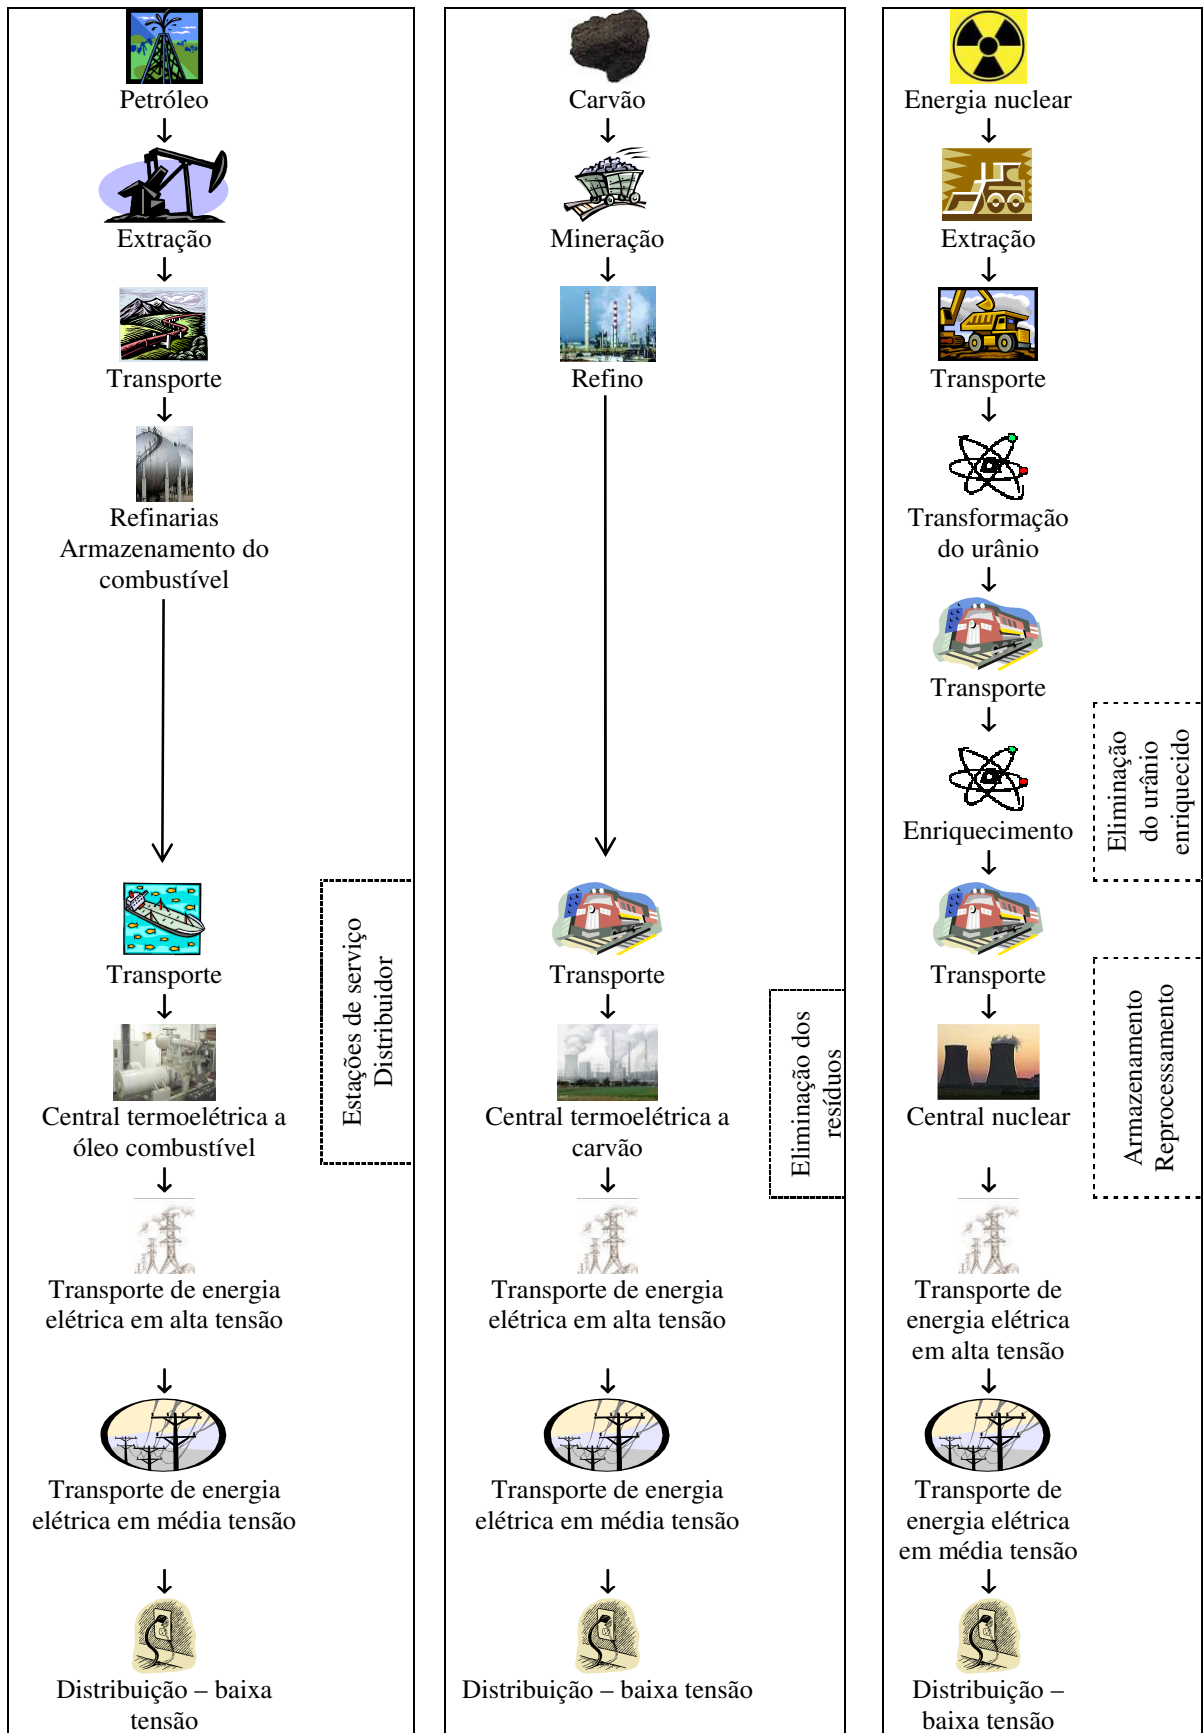 Petróleo
Extração
Transporte
Refinarias
Armazenamento do
combustível
Transporte
Estações de serviço
Distribuidor
Central termoelétrica a
óleo combustível
Transporte de energia
elétrica em alta tensão
Transporte de energia
elétrica em média tensão
Distribuição – baixa
tensão
Carvão
Mineração
Refino
Transporte
Eliminação dos
resíduos
Central termoelétrica a
carvão
Transporte de energia
elétrica em alta tensão
Transporte de energia
elétrica em média tensão
Distribuição – baixa tensão
Energia nuclear
Extração
Transporte
Transformação
do urânio
Transporte
Eliminação
do urânio
enriquecido
Enriquecimento
Transporte
Armazenamento
Reprocessamento
Central nuclear
Transporte de
energia elétrica
em alta tensão
Transporte de
energia elétrica
em média tensão
Distribuição –
baixa tensão